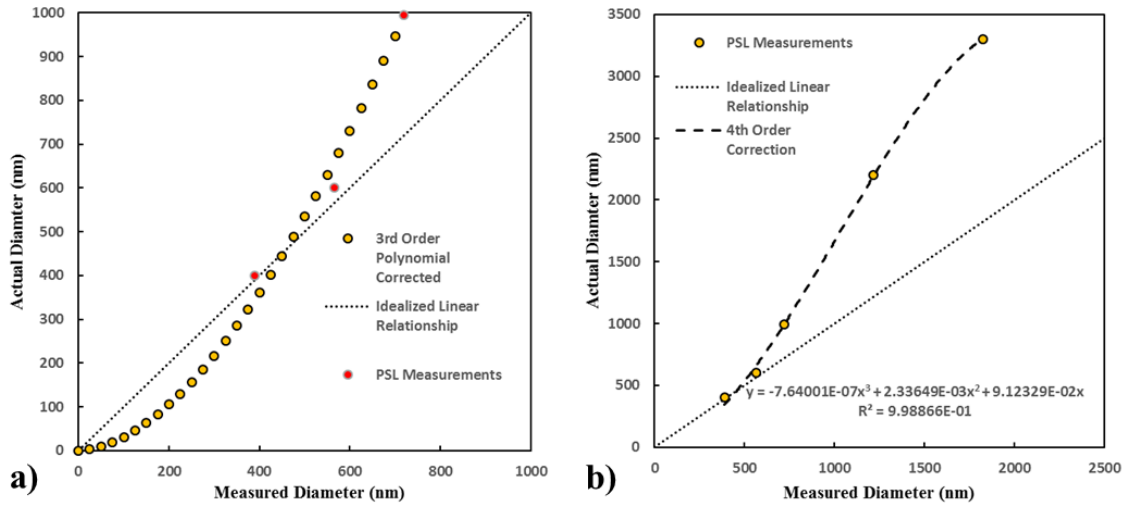 1000
900
800
700
600
500
400
300
200
100
0
0
200
400
600
800
1000
Actual Diamter (nm)
Measured Diameter (nm)
3rd Order
Polynomial
Corrected
Idealized Linear
Relationship
PSL Measurements
a)
3500
3000
2500
2000
1500
1000
500
0
0
500
1000
1500
2000
2500
Actual Diamter (nm)
Measured Diameter (nm)
PSL Measurements
Idealized Linear
Relationship
4th Order
Correction
y = -7.64001E-07x³ + 2.33649E-03x² + 9.12329E-02x
R² = 9.98866E-01
b)